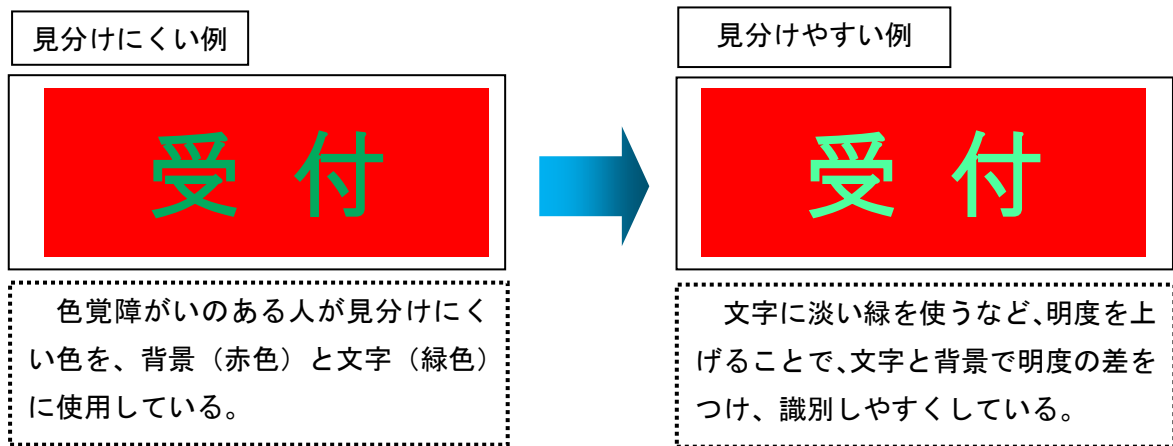 見分けにくい例
受付
色覚障がいのある人が見分けにく
い色を、背景（赤色）と文字（緑色）
に使用している。
見分けやすい例
受付
文字に淡い緑を使うなど、明度を上
げることで、文字と背景で明度の差を
つけ、識別しやすくしている。